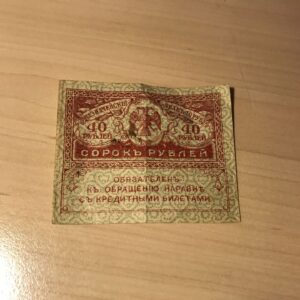 40 РУБЛЕЙ 40 РУБЛЕЙ
СОРОКЪ РУБЛЕЙ
ОБЯЗАТЕЛЕНЪ
КЪ ОБРАЩЕНІЮ НАРАВНѢ
СЪ КРЕДИТНЫМИ БИЛЕТАМИ